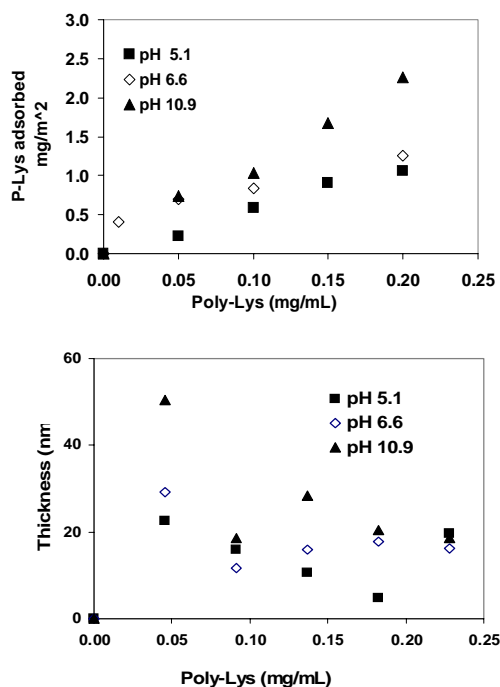 3.0
2.5
2.0
1.5
1.0
0.5
0.0
P-Lys adsorbed
mg/m^2
pH 5.1
pH 6.6
pH 10.9
0.00 0.05 0.10 0.15 0.20 0.25
Poly-Lys (mg/mL)
60
40
20
0
Thickness (nm
pH 5.1
pH 6.6
pH 10.9
0.00 0.05 0.10 0.15 0.20 0.25
Poly-Lys (mg/mL)